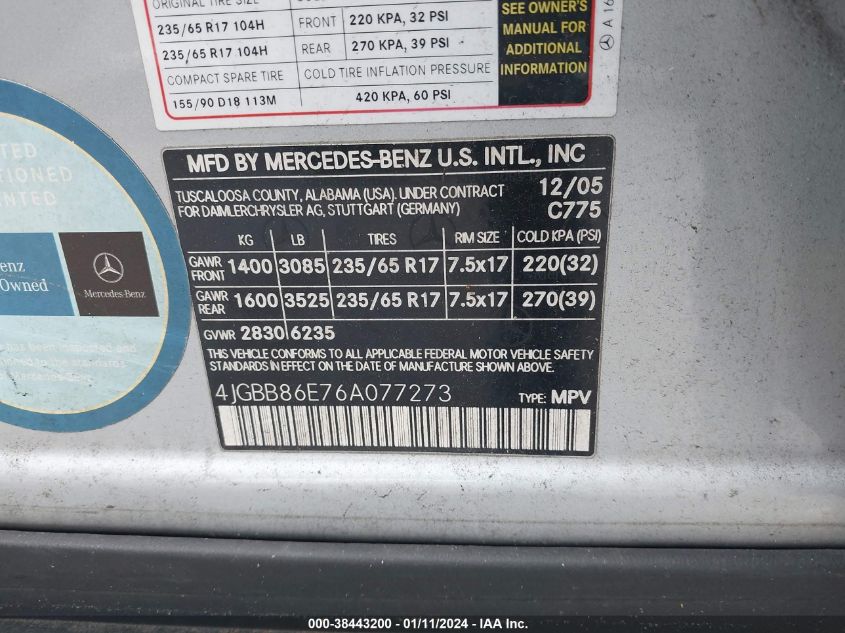 ORIGINAL TIRE SIZE
235/65 R17 104H FRONT 220 KPA, 32 PSI
235/65 R17 104H REAR 270 KPA, 39 PSI
COMPACT SPARE TIRE COLD TIRE INFLATION PRESSURE
155/90 D18 113M 420 KPA, 60 PSI
SEE OWNER'S
MANUAL FOR
ADDITIONAL
INFORMATION
A 16
Owned
Mercedes-Benz
MFD BY MERCEDES-BENZ U.S. INTL., INC
TUSCALOOSA COUNTY, ALABAMA (USA). UNDER CONTRACT 12/05
FOR DAIMLERCHRYSLER AG, STUTTGART (GERMANY) C775
KG LB TIRES RIM SIZE COLD KPA (PSI)
GAWR FRONT 1400 3085 235/65 R17 7.5x17 220(32)
GAWR REAR 1600 3525 235/65 R17 7.5x17 270(39)
GVWR 2830 6235
THIS VEHICLE CONFORMS TO ALL APPLICABLE FEDERAL MOTOR VEHICLE SAFETY
STANDARDS IN EFFECT ON THE DATE OF MANUFACTURE SHOWN ABOVE.
4JGBB86E76A077273 TYPE: MPV
000-38443200 - 01/11/2024 - IAA Inc.